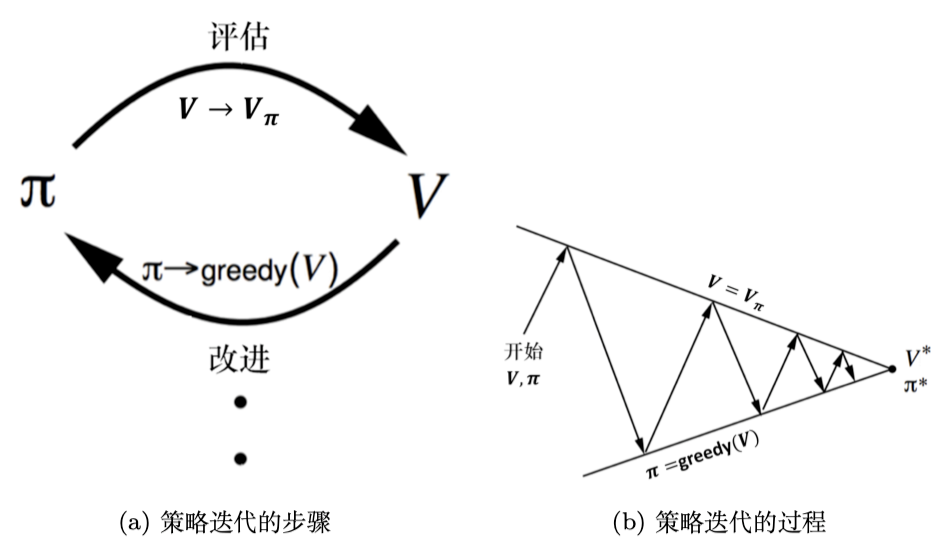 评估
V → Vπ
π
V
π→greedy(V)
改进
V = Vπ
开始
V, π
V*
π*
π =greedy(V)
(a) 策略迭代的步骤
(b) 策略迭代的过程